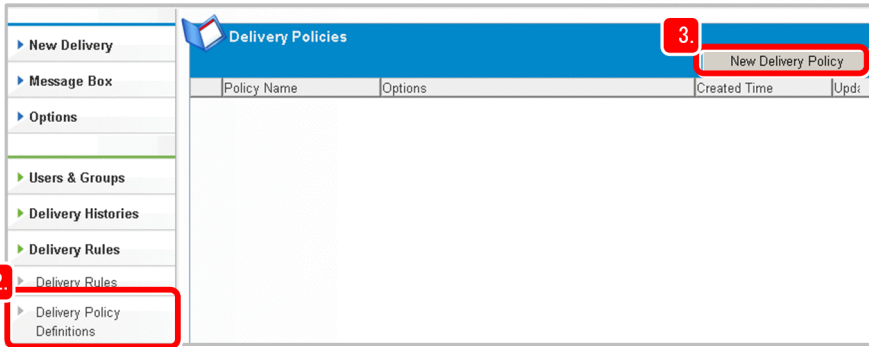 New Delivery
Message Box
Options
Users & Groups
Delivery Histories
Delivery Rules
Delivery Rules
2.
Delivery Policy
Definitions
Delivery Policies
3.
New Delivery Policy
Policy Name Options Created Time